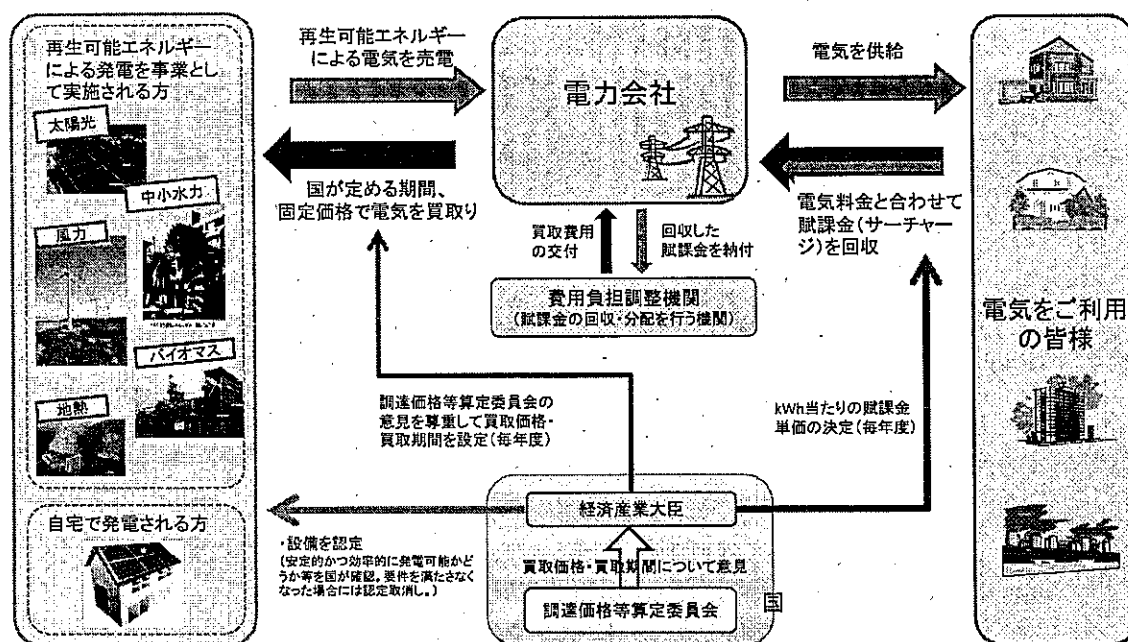 再生可能エネルギー
による発電を事業とし
て実施される方
太陽光
中小水力
風力
バイオマス
地熱
自宅で発電される方
再生可能エネルギー
による電気を売電
国が定める期間、
固定価格で電気を買取り
電力会社
買取費用
の交付
回収した
賦課金を納付
費用負担調整機関
(賦課金の回収・分配を行う機関)
電気を供給
電気料金と合わせて
賦課金(サーチャー
ジ)を回収
電気をご利用
の皆様
調達価格等算定委員会の
意見を尊重して買取価格・
買取期間を設定(毎年度)
kWh当たりの賦課金
単価の決定(毎年度)
経済産業大臣
・設備を認定
(安定的かつ効率的に発電可能かど
うか等を国が確認。要件を満たさなく
なった場合には認定取消し。)
買取価格・買取期間について意見
調達価格等算定委員会
国